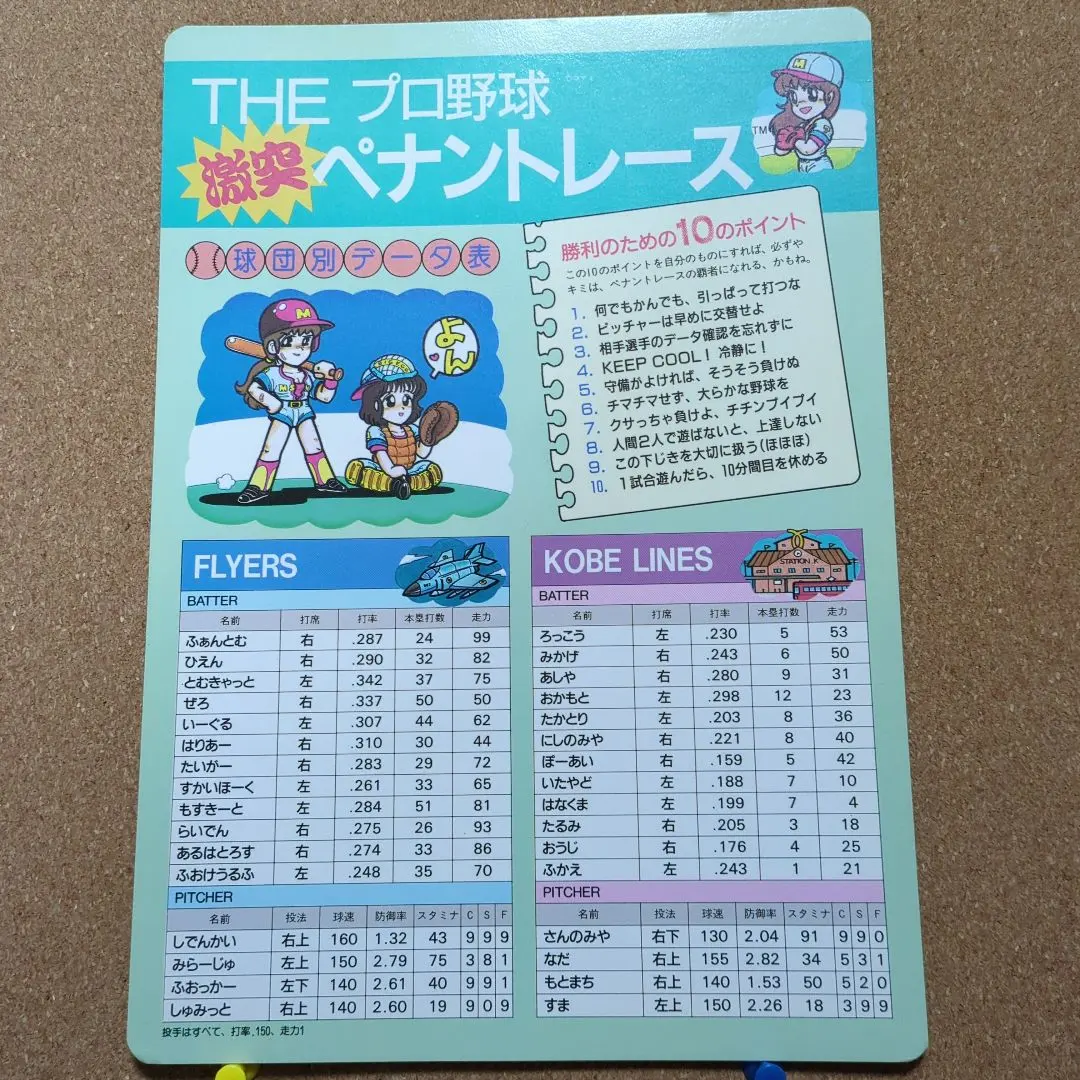 THE プロ野球
激突 ペナントレース
TM
M
球団別データ表
M
よん
勝利のための10のポイント
この10のポイントを自分のものにすれば、必ずや
キミは、ペナントレースの覇者になれる、かもね。
1. 何でもかんでも、引っぱって打つな
2. ピッチャーは早めに交替せよ
3. 相手選手のデータ確認を忘れずに
4. KEEP COOL! 冷静に!
5. 守備がよければ、そうそう負けぬ
6. チマチマせず、大らかな野球を
7. クサっちゃ負けよ、チチンプイプイ
8. 人間2人で遊ばないと、上達しない
9. この下じきを大切に扱う(ほほほ)
10. 1試合遊んだら、10分間目を休める
FLYERS
BATTER
名前 打席 打率 本塁打数 走力
ふぁんとむ 右 .287 24 99
ひえん 右 .290 32 82
とむきゃっと 左 .342 37 75
ぜろ 右 .337 50 50
いーぐる 左 .307 44 62
はりあー 右 .310 30 44
たいがー 右 .283 29 72
すかいほーく 左 .261 33 65
もすきーと 左 .284 51 81
らいでん 右 .275 26 93
あるはとろす 右 .274 33 86
ふおけうるふ 左 .248 35 70
PITCHER
名前 投法 球速 防御率 スタミナ C S F
しでんかい 右上 160 1.32 43 9 9 9
みらーじゅ 左上 150 2.79 75 3 8 1
ふぉっかー 左下 140 2.61 40 9 9 1
しゅみっと 右上 140 2.60 19 9 0 9
投手はすべて、打率.150、走力1
KOBE LINES
STATION K
BATTER
名前 打席 打率 本塁打数 走力
ろっこう 左 .230 5 53
みかげ 右 .243 6 50
あしや 右 .280 9 31
おかもと 左 .298 12 23
たかとり 左 .203 8 36
にしのみや 右 .221 8 40
ぽーあい 右 .159 5 42
いたやど 左 .188 7 10
はなくま 左 .199 7 4
たるみ 右 .205 3 18
おうじ 右 .176 4 25
ふかえ 左 .243 1 21
PITCHER
名前 投法 球速 防御率 スタミナ C S F
さんのみや 右下 130 2.04 91 9 9 0
なだ 右上 155 2.82 34 5 3 1
もとまち 右上 140 1.53 50 5 2 0
すま 左上 150 2.26 18 3 9 9